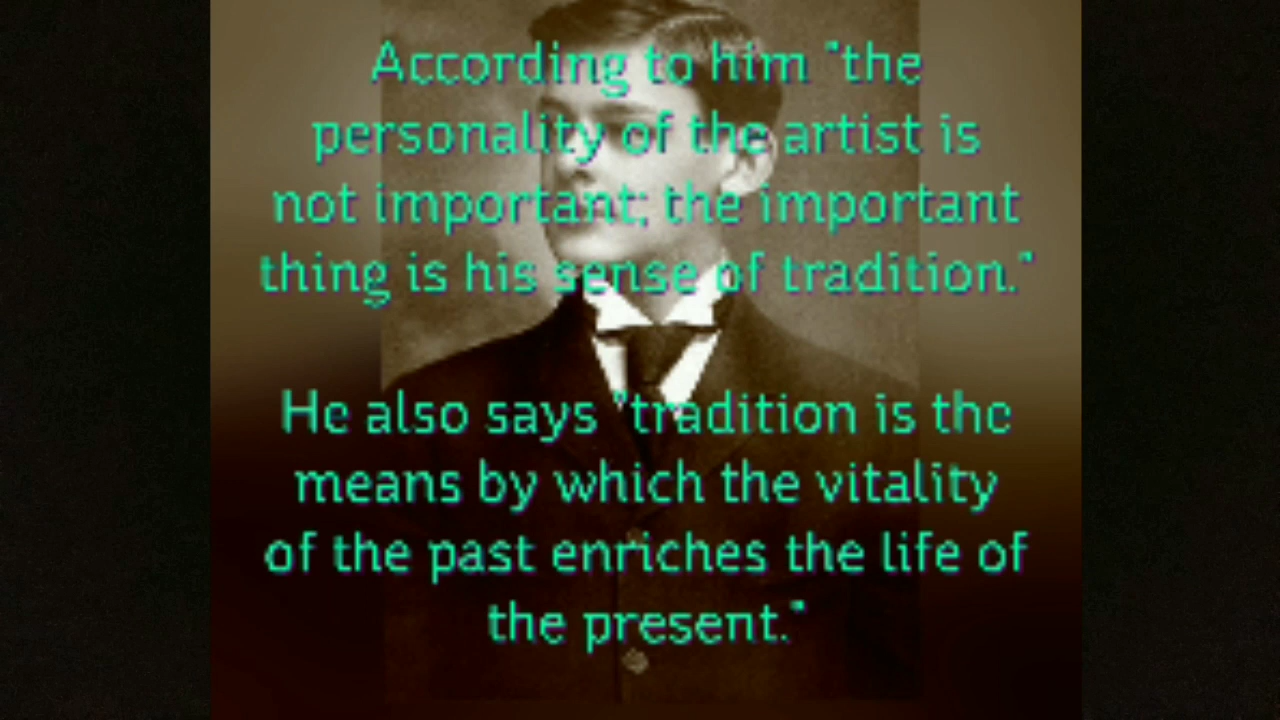 According to him "the
personality of the artist is
not important; the important
thing is his sense of tradition."
He also says "tradition is the
means by which the vitality
of the past enriches the life of
the present."